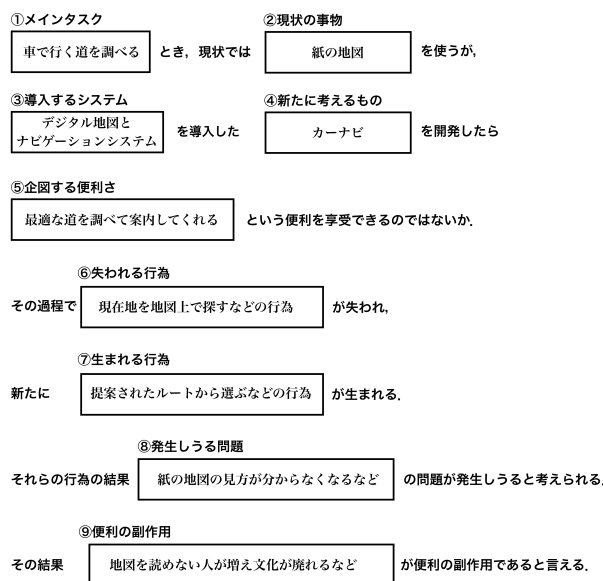 ①メインタスク ②現状の事物
車で行く道を調べる とき，現状では 紙の地図 を使うが，
③導入するシステム ④新たに考えるもの
デジタル地図と
ナビゲーションシステム を導入した カーナビ を開発したら
⑤企図する便利さ
最適な道を調べて案内してくれる という便利を享受できるのではないか．
⑥失われる行為
その過程で 現在地を地図上で探すなどの行為 が失われ，
⑦生まれる行為
新たに 提案されたルートから選ぶなどの行為 が生まれる．
⑧発生しうる問題
それらの行為の結果 紙の地図の見方が分からなくなるなど の問題が発生しうると考えられる．
⑨便利の副作用
その結果 地図を読めない人が増え文化が廃れるなど が便利の副作用であると言える．